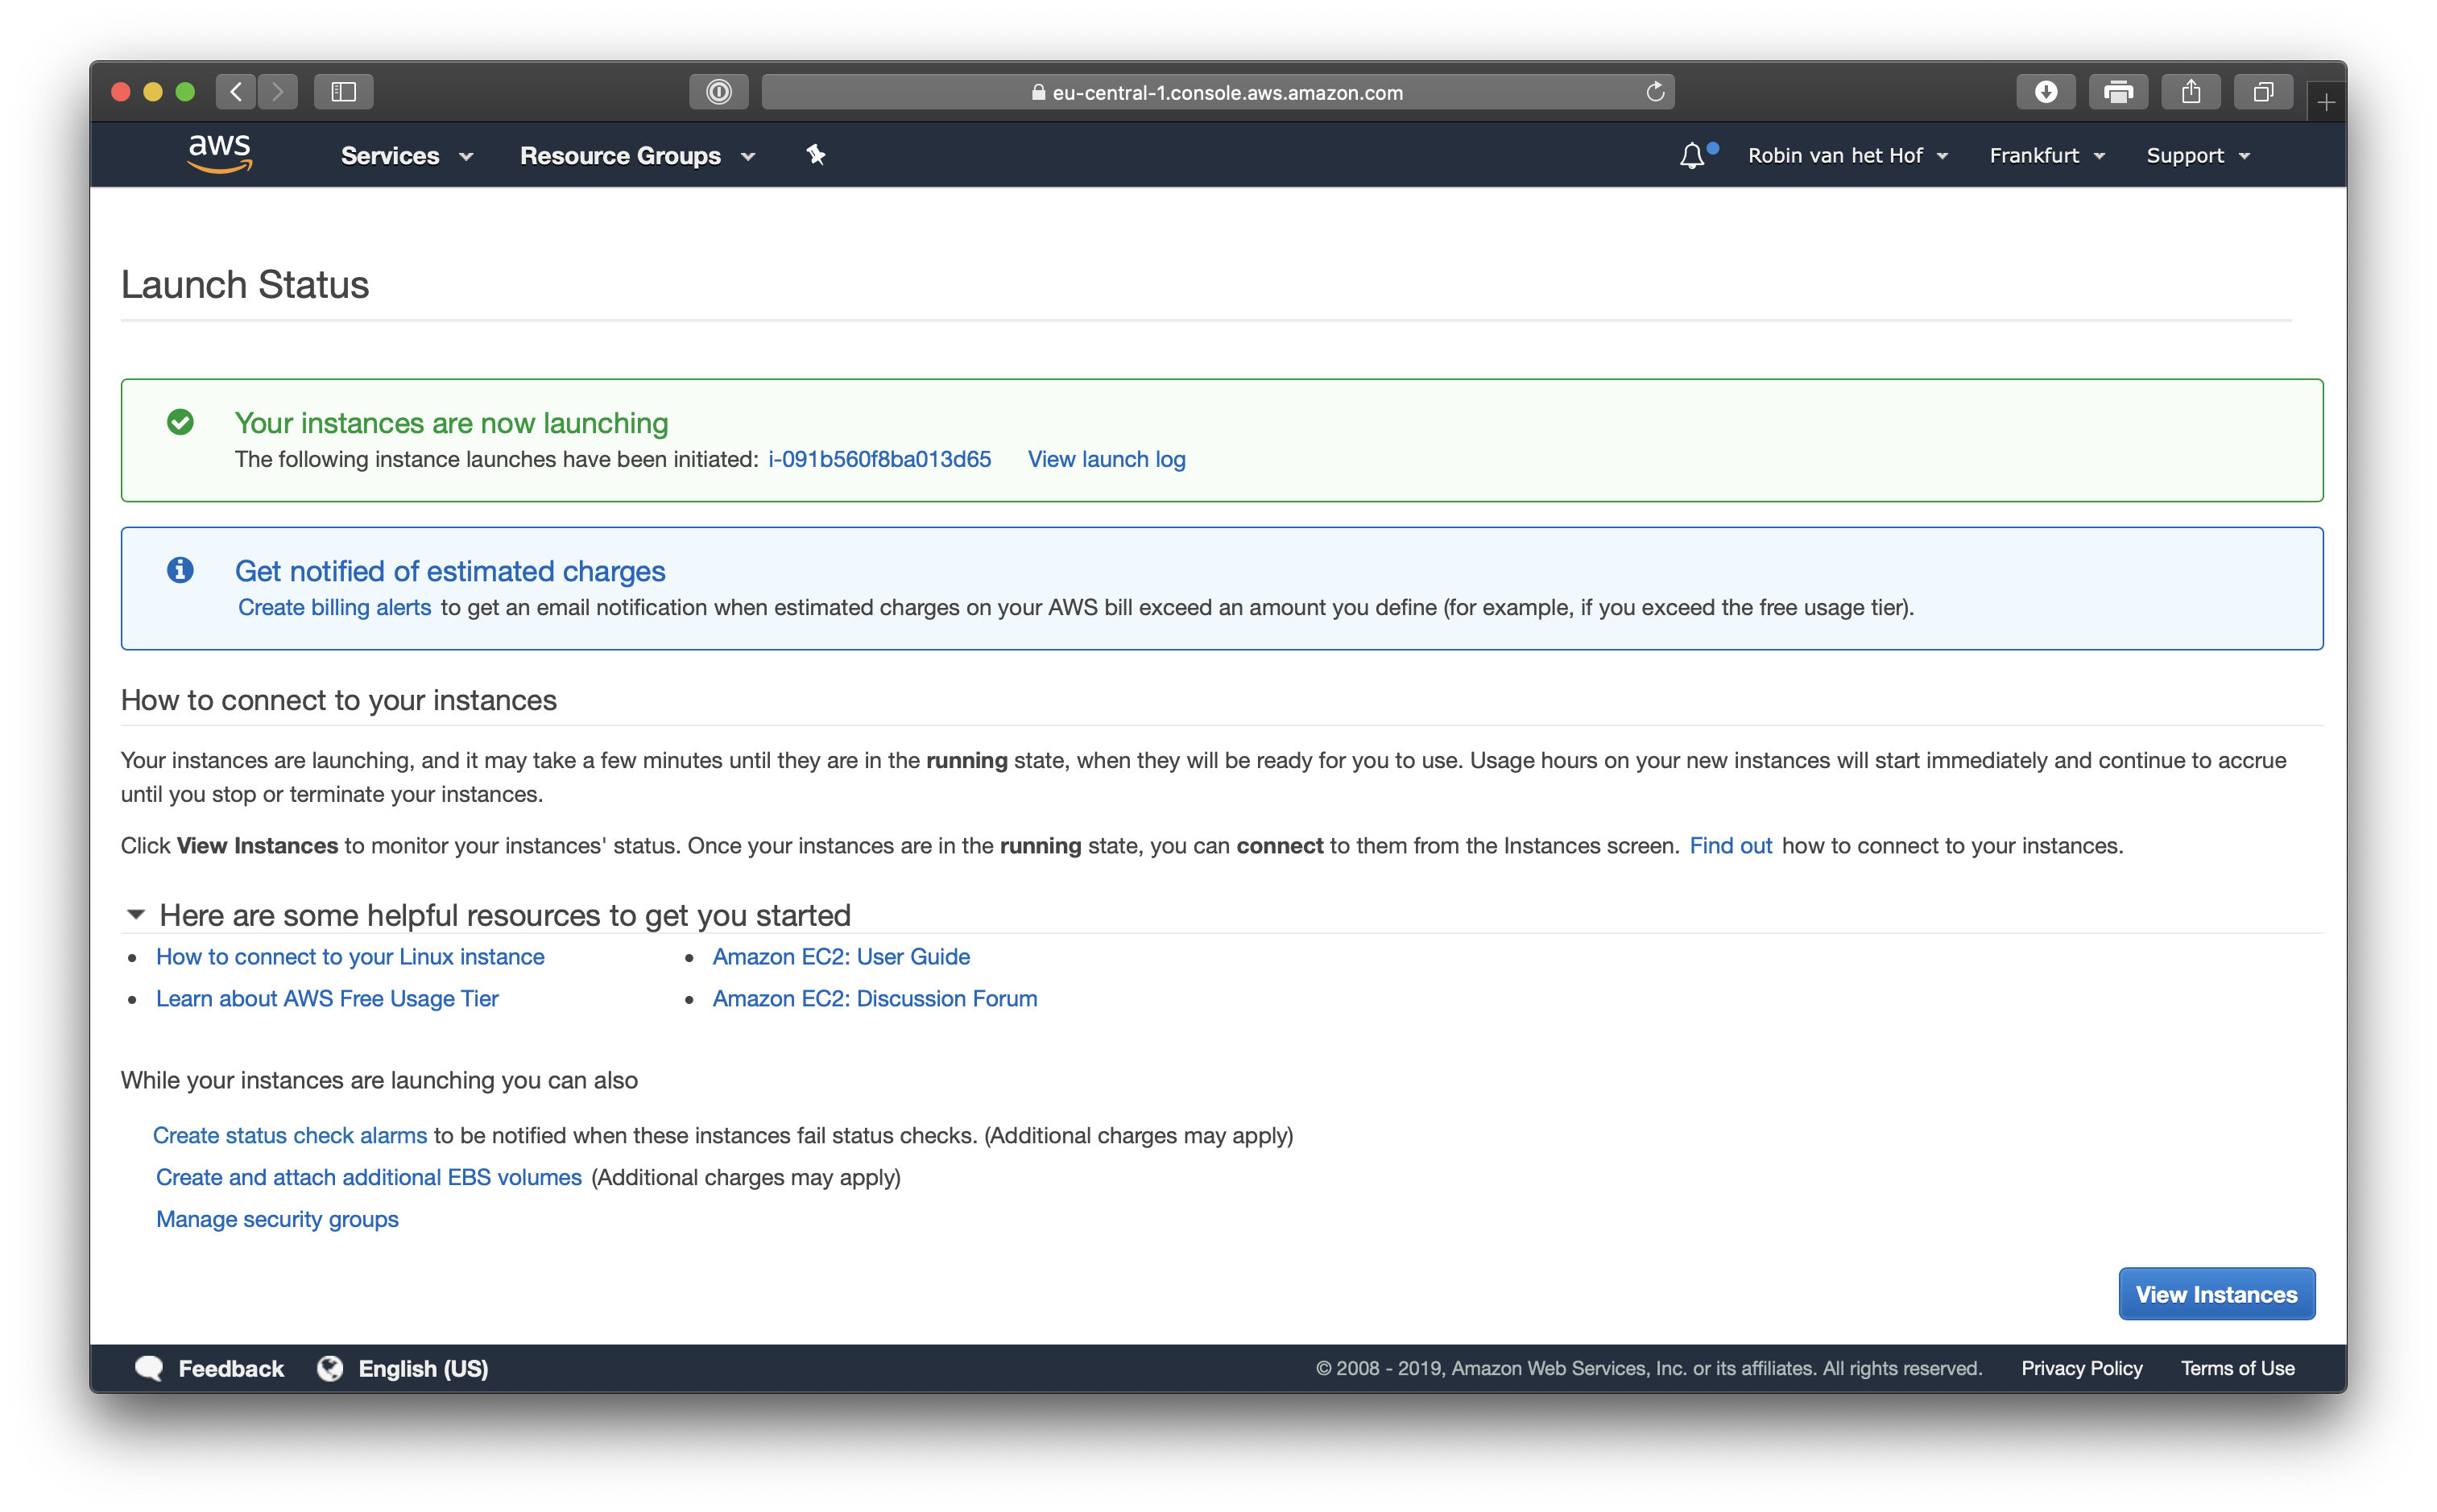 eu-central-1.console.aws.amazon.com
aws Services Resource Groups Robin van het Hof Frankfurt Support
Launch Status
Your instances are now launching
The following instance launches have been initiated: i-091b560f8ba013d65 View launch log
Get notified of estimated charges
Create billing alerts to get an email notification when estimated charges on your AWS bill exceed an amount you define (for example, if you exceed the free usage tier).
How to connect to your instances
Your instances are launching, and it may take a few minutes until they are in the running state, when they will be ready for you to use. Usage hours on your new instances will start immediately and continue to accrue
until you stop or terminate your instances.
Click View Instances to monitor your instances' status. Once your instances are in the running state, you can connect to them from the Instances screen. Find out how to connect to your instances.
Here are some helpful resources to get you started
• How to connect to your Linux instance • Amazon EC2: User Guide
• Learn about AWS Free Usage Tier • Amazon EC2: Discussion Forum
While your instances are launching you can also
Create status check alarms to be notified when these instances fail status checks. (Additional charges may apply)
Create and attach additional EBS volumes (Additional charges may apply)
Manage security groups
View Instances
Feedback English (US) © 2008 - 2019, Amazon Web Services, Inc. or its affiliates. All rights reserved. Privacy Policy Terms of Use